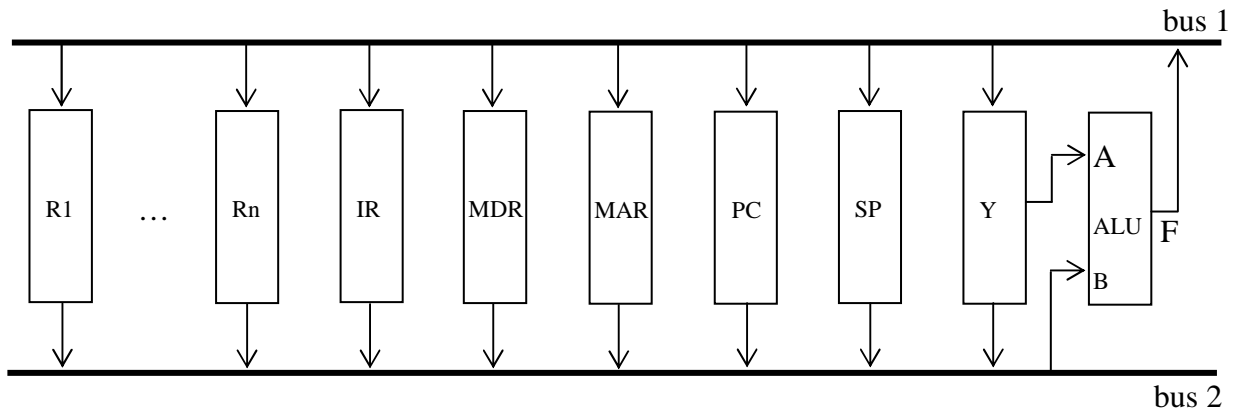 bus 1
R1 … Rn IR MDR MAR PC SP Y A ALU B F
bus 2